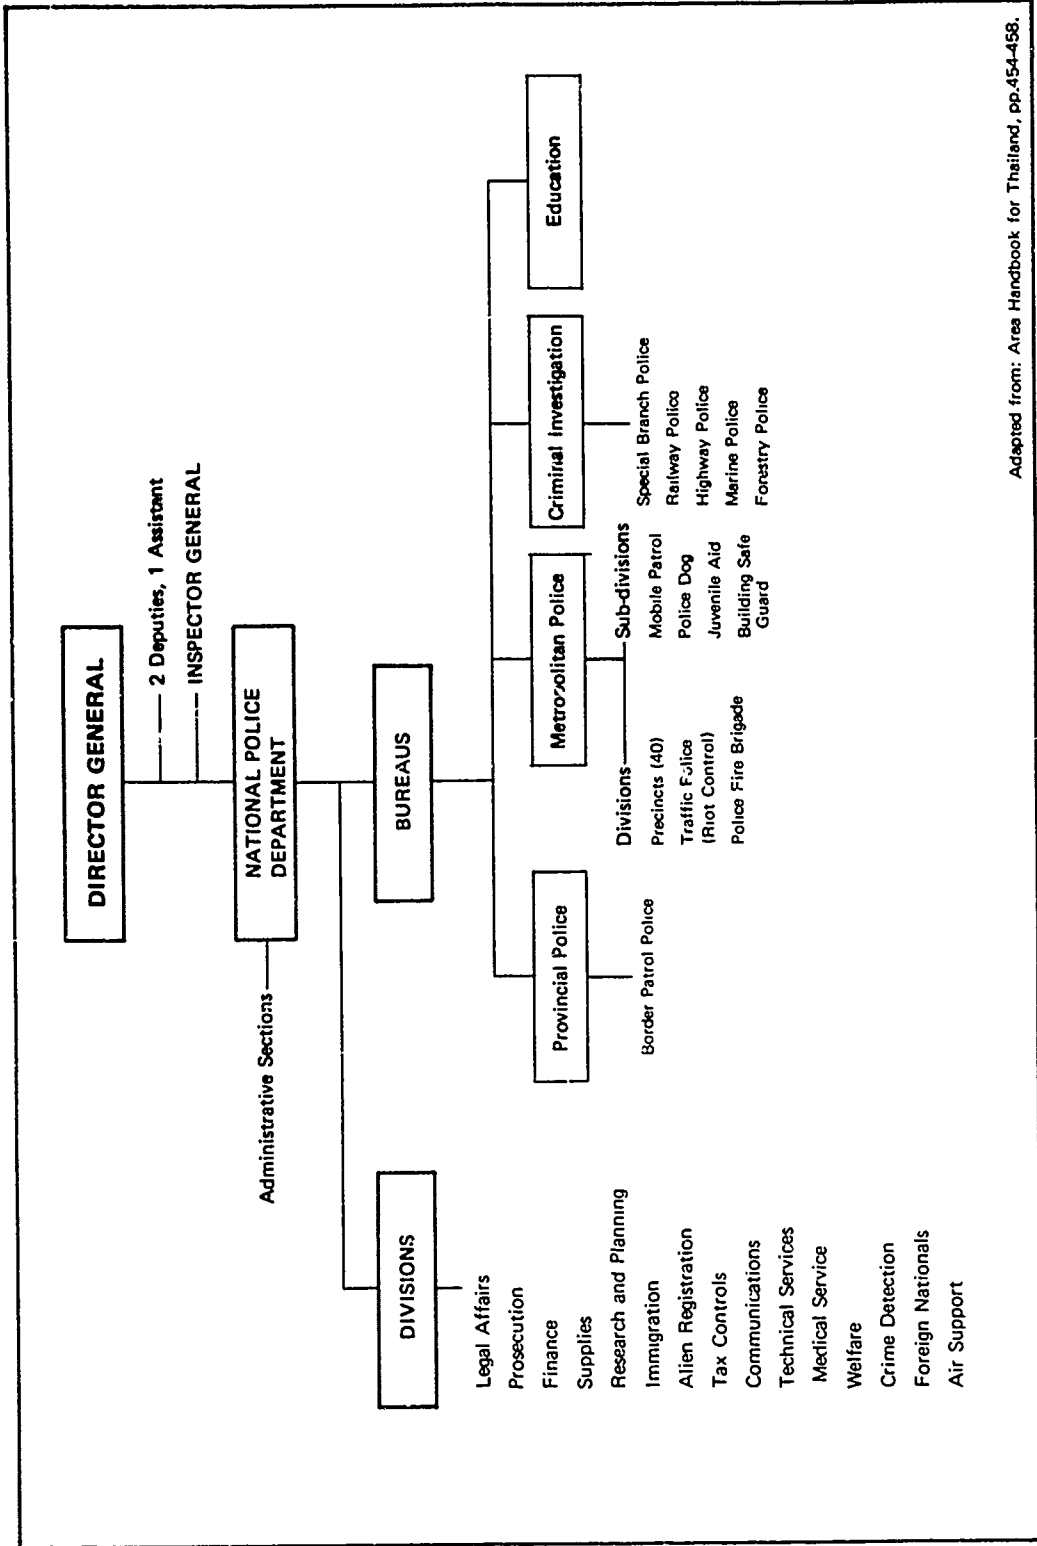 DIRECTOR GENERAL
2 Deputies, 1 Assistant
INSPECTOR GENERAL
Administrative Sections
NATIONAL POLICE
DEPARTMENT
DIVISIONS
Legal Affairs
Prosecution
Finance
Supplies
Research and Planning
Immigration
Alien Registration
Tax Controls
Communications
Technical Services
Medical Service
Welfare
Crime Detection
Foreign Nationals
Air Support
BUREAUS
Provincial Police
Border Patrol Police
Metropolitan Police
Divisions
Precincts (40)
Traffic Police
(Riot Control)
Police Fire Brigade
Sub-divisions
Mobile Patrol
Police Dog
Juvenile Aid
Building Safe
Guard
Criminal Investigation
Special Branch Police
Railway Police
Highway Police
Marine Police
Forestry Police
Education
Adapted from: Area Handbook for Thailand, pp.454-458.